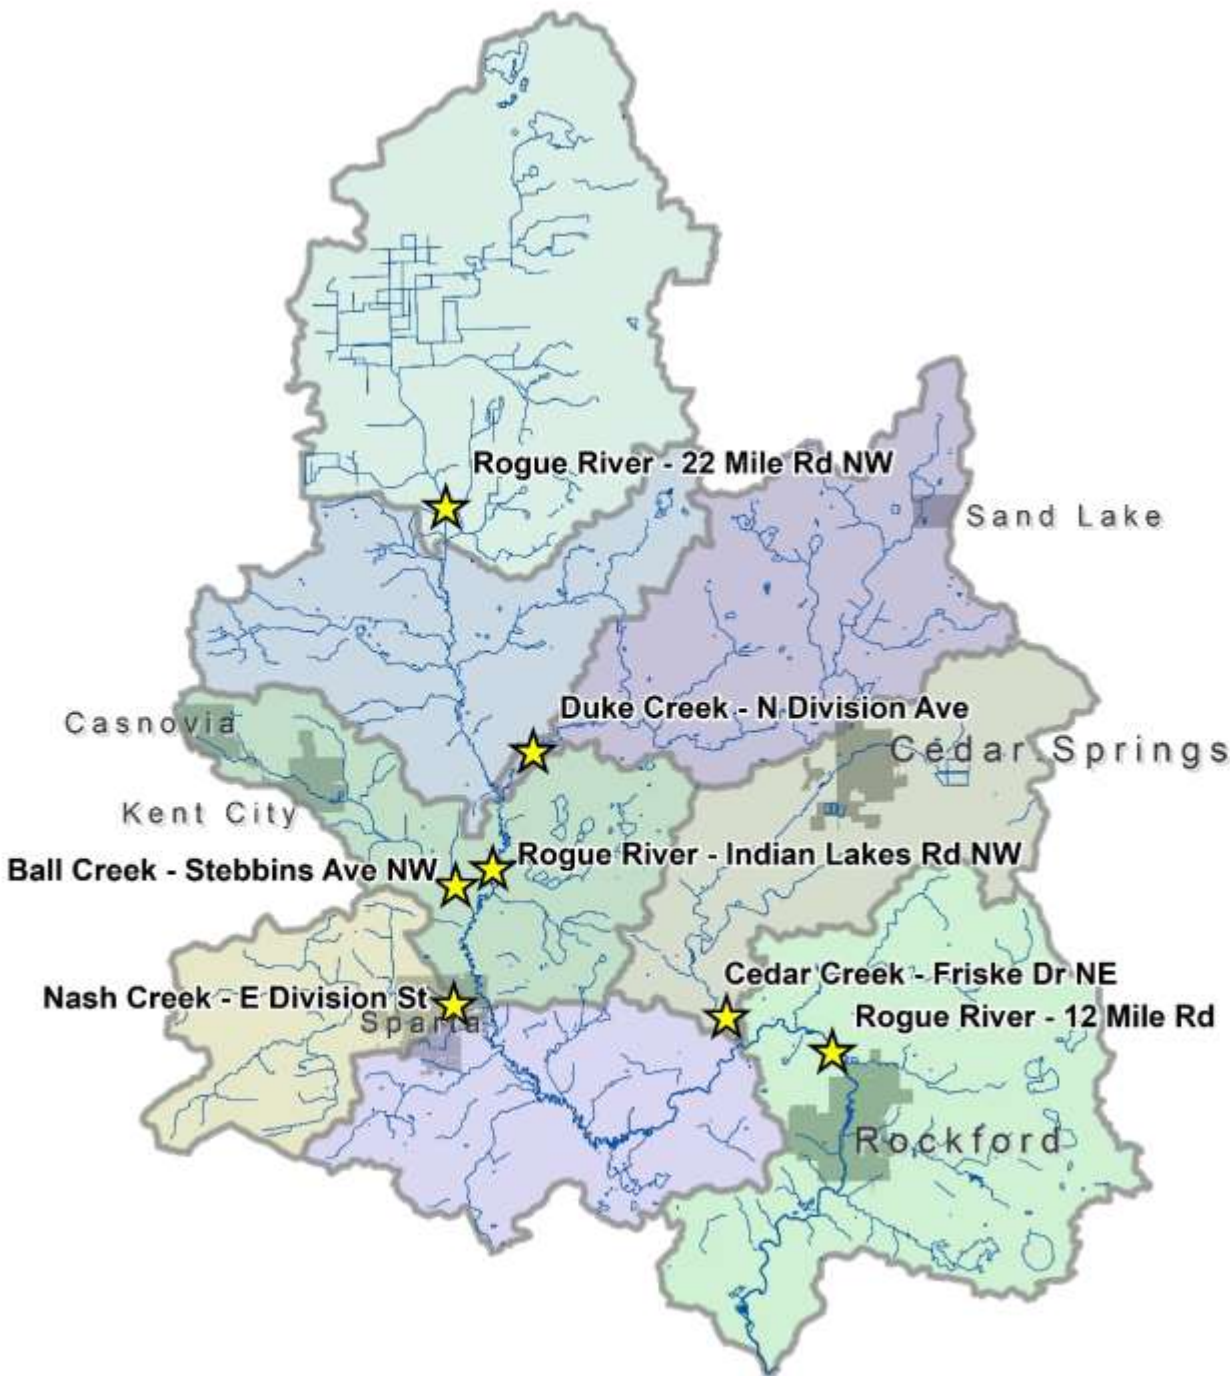 Rogue River - 22 Mile Rd NW
Sand Lake
Duke Creek - N Division Ave
Casnovia
Cedar Springs
Kent City
Rogue River - Indian Lakes Rd NW
Ball Creek - Stebbins Ave NW
Cedar Creek - Friske Dr NE
Nash Creek - E Division St
Rogue River - 12 Mile Rd
Sparta
Rockford